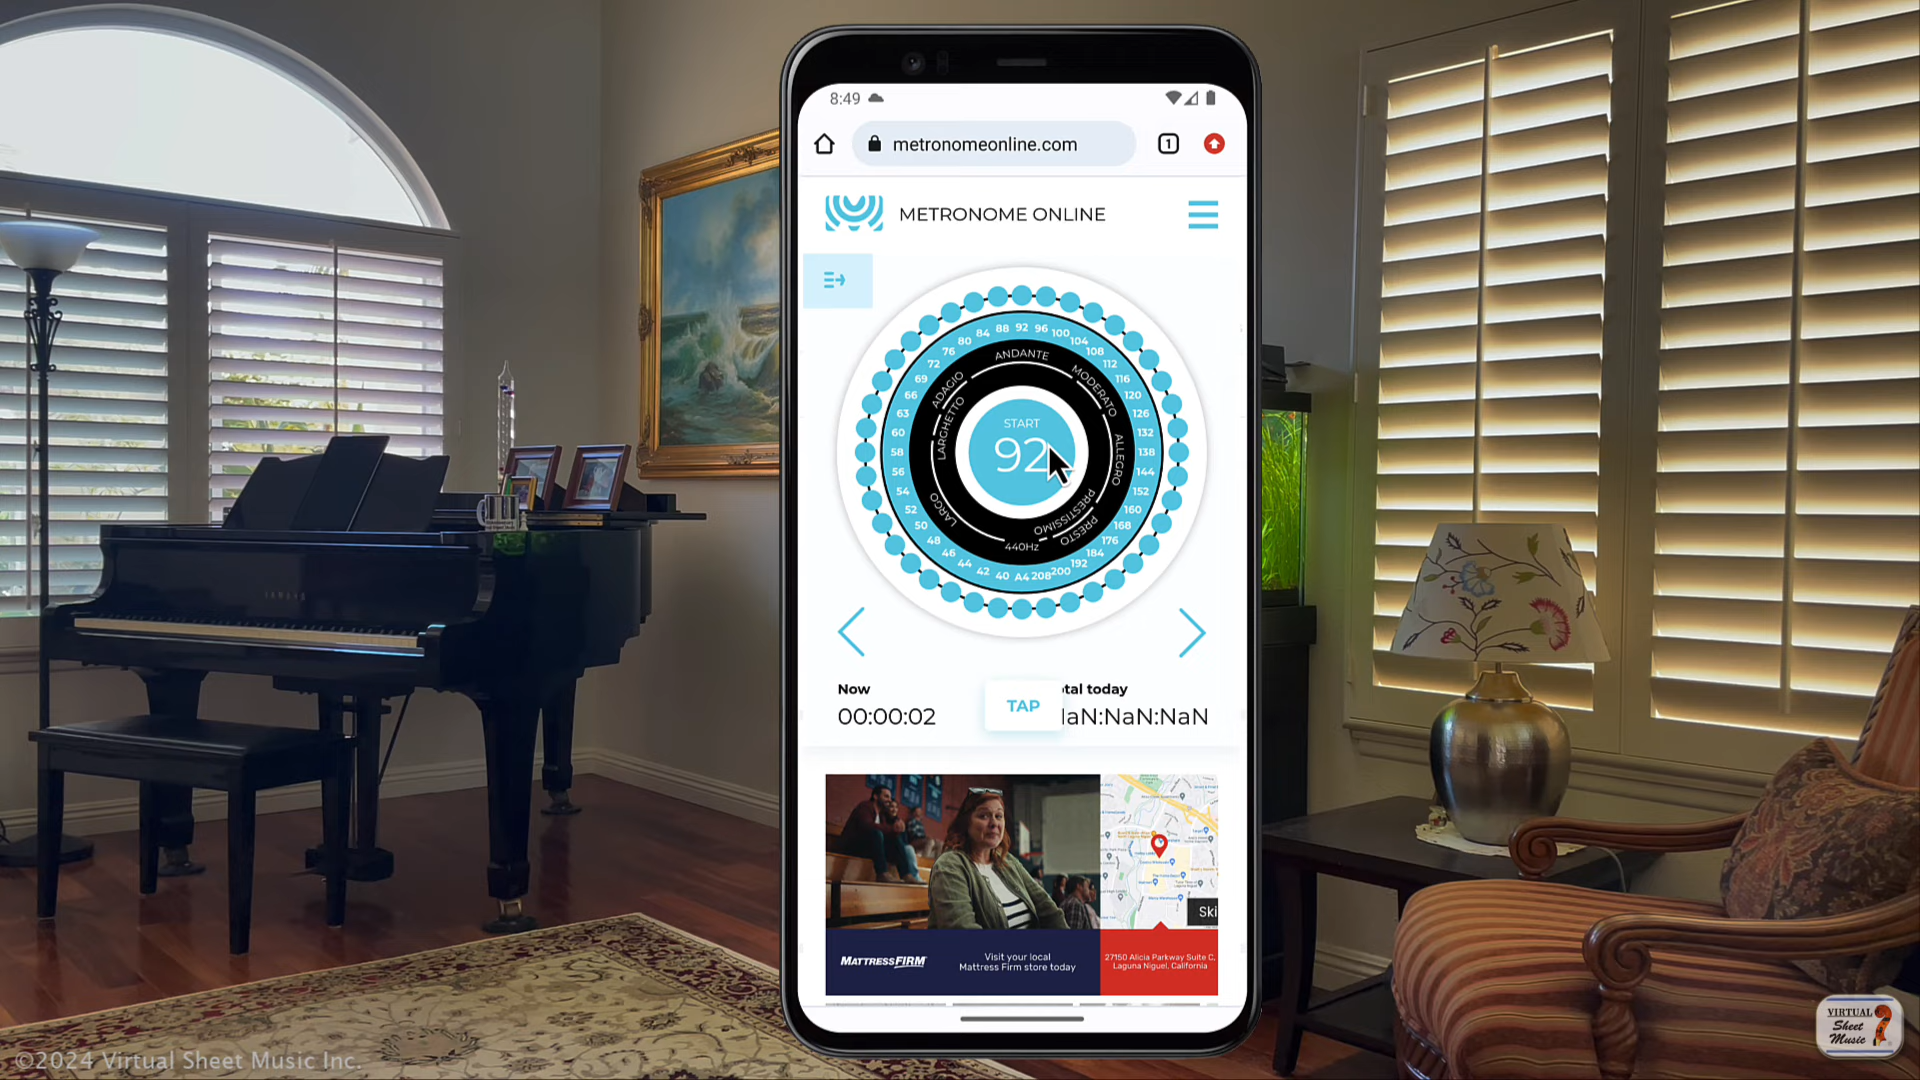 8:49
metronomeonline.com
1
METRONOME ONLINE
84 88 92 96 100
80 104
76 108
72 112
69 116
66 120
63 126
60 132
58 138
56 144
54 152
52 160
50 168
48 176
46 184
44 192
42 40 A4 208 200
ANDANTE
ADAGIO MODERATO
LARGHETTO ALLEGRO
LARGO PRESTISSIMO
PRESTO
440Hz
START
92
Now
00:00:02
TAP
tal today
NaN:NaN:NaN
Ski
MATTRESSFIRM
Visit your local
Mattress Firm store today
27150 Alicia Parkway Suite C,
Laguna Niguel, California
VIRTUAL
Sheet
Music
©2024 Virtual Sheet Music Inc.